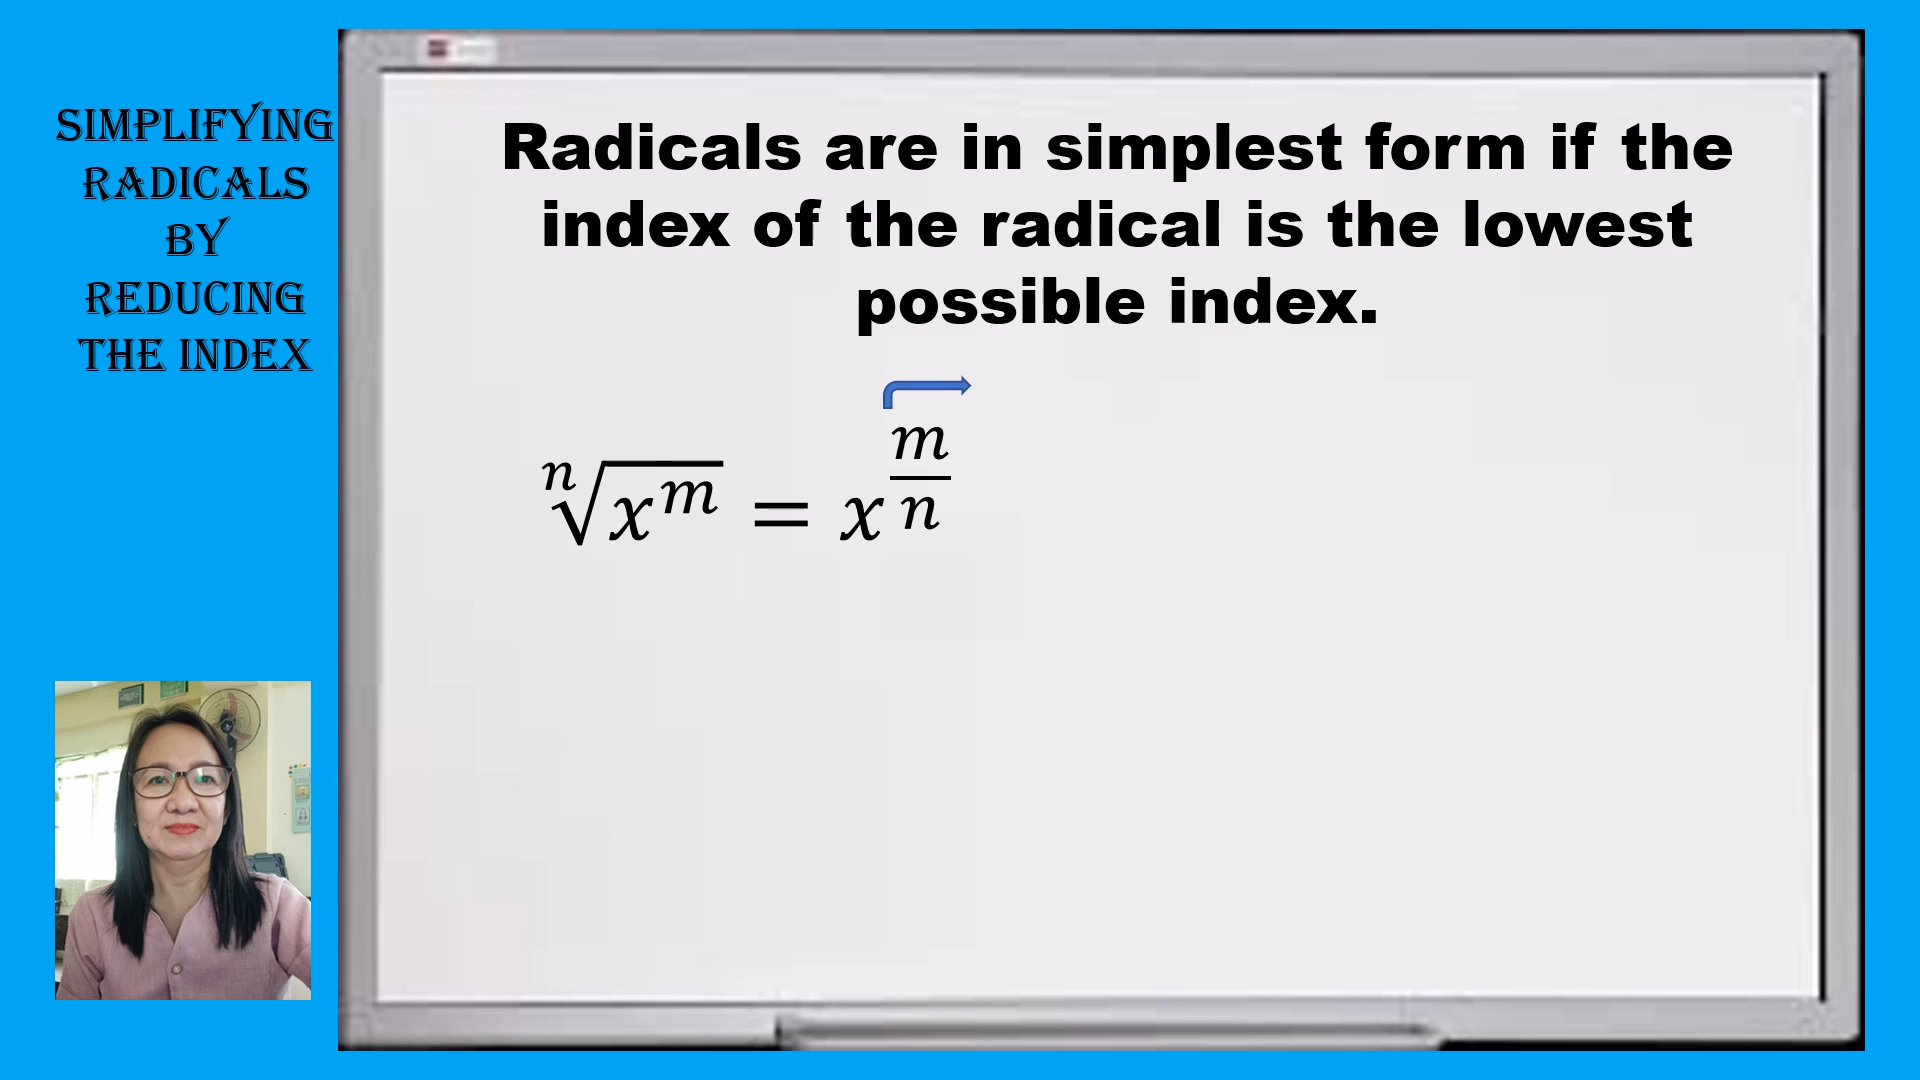 SIMPLIFYING
RADICALS
BY
REDUCING
THE INDEX
Radicals are in simplest form if the
index of the radical is the lowest
possible index.
ⁿ√(x^m) = x^(m/n)